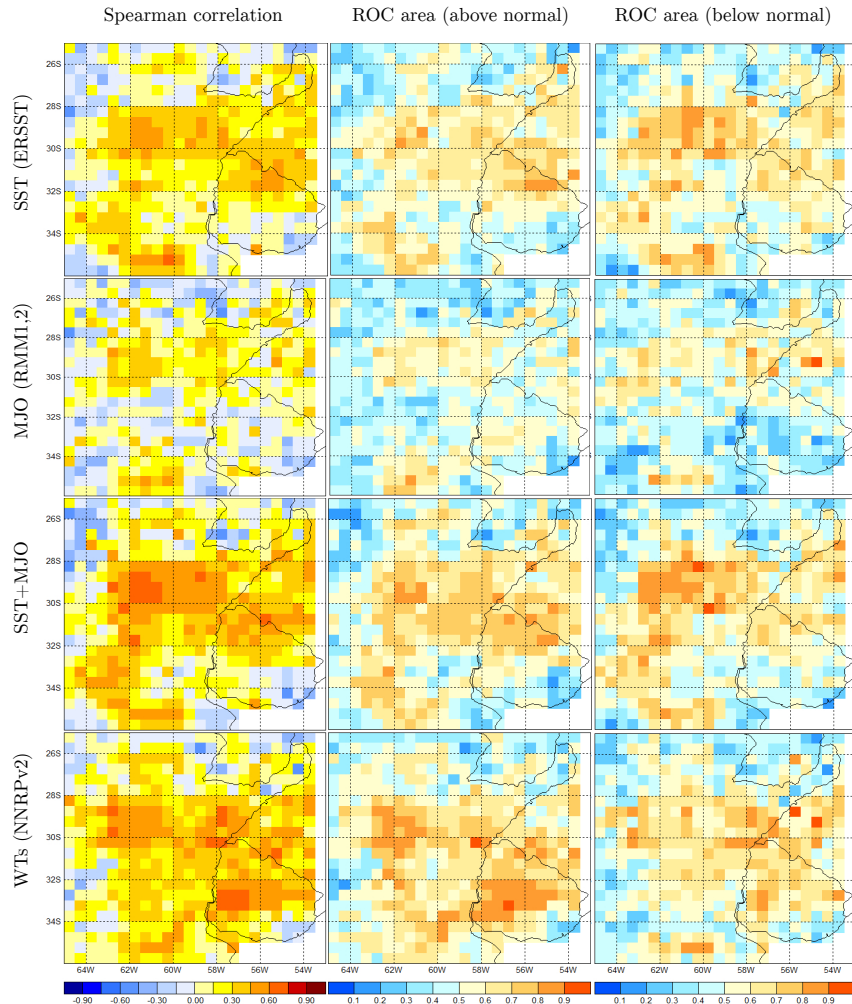 Spearman correlation ROC area (above normal) ROC area (below normal)
SST (ERSST)
26S
28S
30S
32S
34S
MJO (RMM1,2)
26S
28S
30S
32S
34S
SST+MJO
26S
28S
30S
32S
34S
WTs (NNRPv2)
26S
28S
30S
32S
34S
64W 62W 60W 58W 56W 54W 64W 62W 60W 58W 56W 54W 64W 62W 60W 58W 56W 54W
-0.90 -0.60 -0.30 0.00 0.30 0.60 0.90 0.1 0.2 0.3 0.4 0.5 0.6 0.7 0.8 0.9 0.1 0.2 0.3 0.4 0.5 0.6 0.7 0.8 0.9